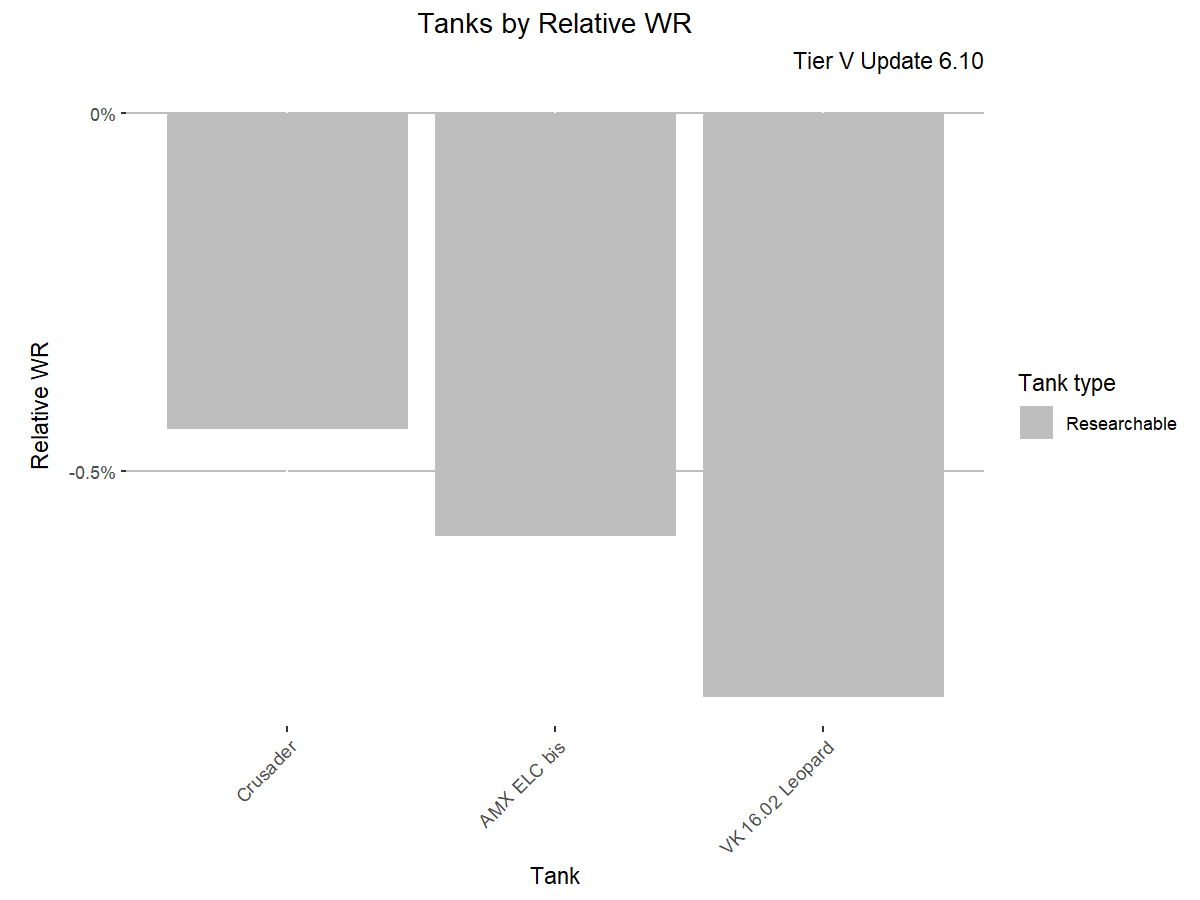 Tanks by Relative WR
Tier V Update 6.10
0%
-0.5%
Relative WR
Crusader
AMX ELC bis
VK 16.02 Leopard
Tank
Tank type
Researchable